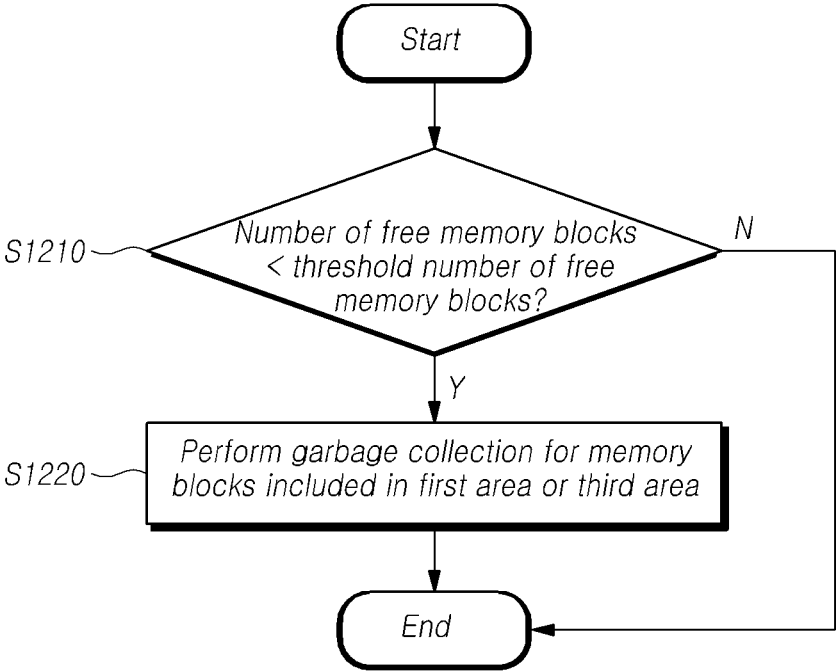 Start
S1210
Number of free memory blocks
< threshold number of free
memory blocks?
N
Y
S1220
Perform garbage collection for memory
blocks included in first area or third area
End